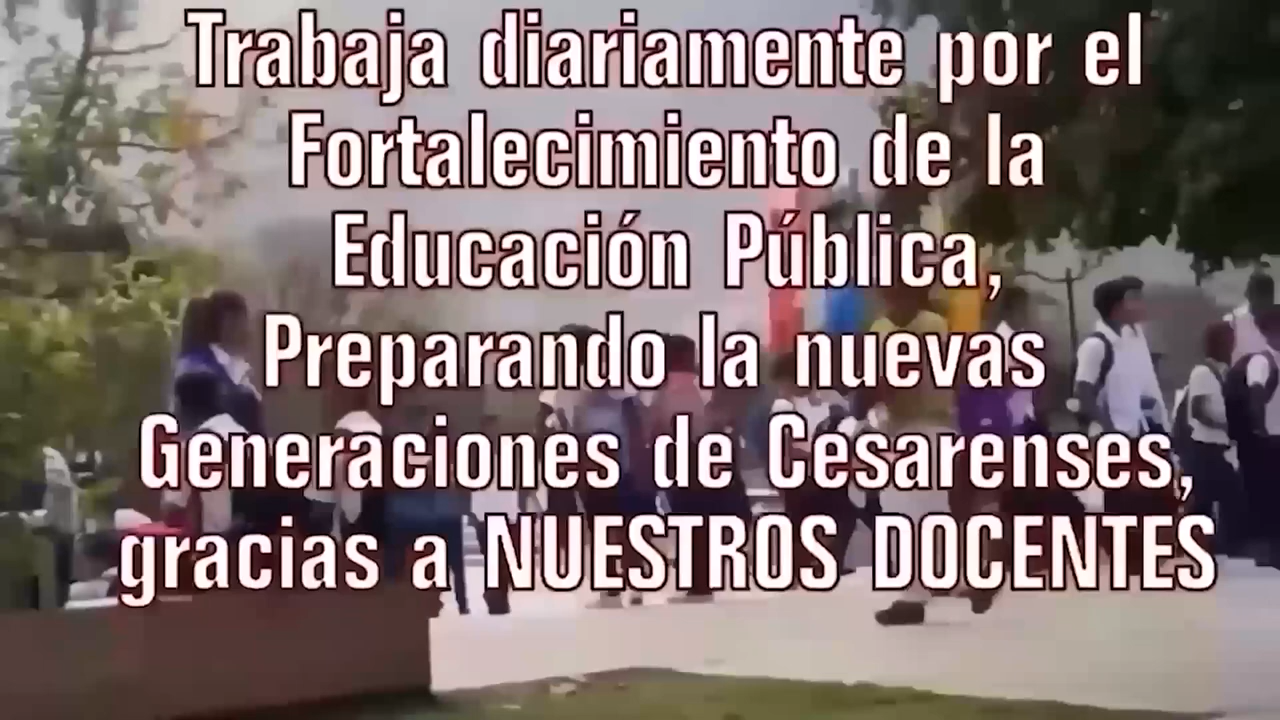 Trabaja diariamente por el
Fortalecimiento de la
Educación Pública,
Preparando la nuevas
Generaciones de Cesarenses,
gracias a NUESTROS DOCENTES